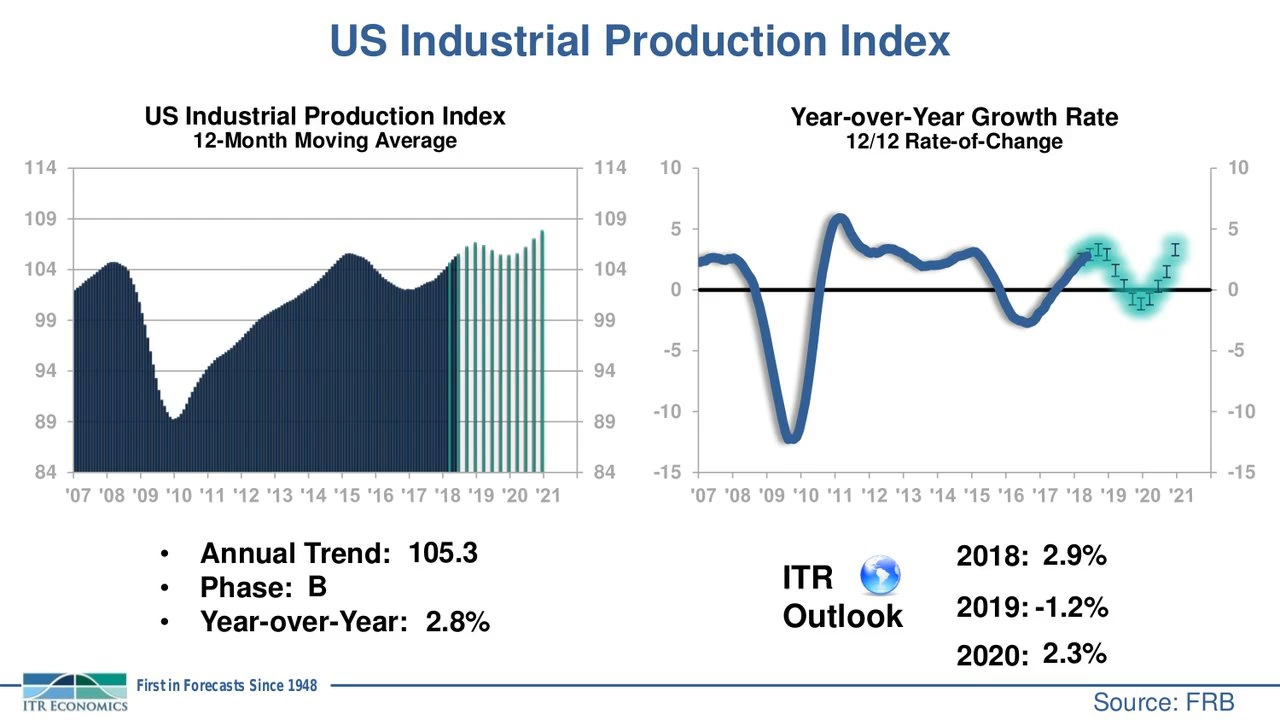 US Industrial Production Index
US Industrial Production Index
12-Month Moving Average
114
109
104
99
94
89
84
114
109
104
99
94
89
84
'07 '08 '09 '10 '11 '12 '13 '14 '15 '16 '17 '18 '19 '20 '21
Year-over-Year Growth Rate
12/12 Rate-of-Change
10
5
0
-5
-10
-15
10
5
0
-5
-10
-15
'07 '08 '09 '10 '11 '12 '13 '14 '15 '16 '17 '18 '19 '20 '21
• Annual Trend: 105.3
• Phase: B
• Year-over-Year: 2.8%
ITR
Outlook
2018: 2.9%
2019: -1.2%
2020: 2.3%
ITR ECONOMICS
First in Forecasts Since 1948
Source: FRB